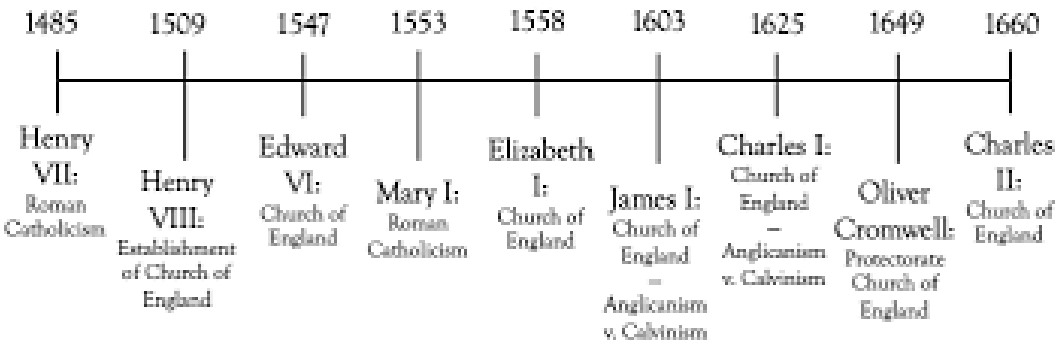 1485 1509 1547 1553 1558 1603 1625 1649 1660
Henry
VII:
Roman
Catholicism
Henry
VIII:
Establishment
of Church of
England
Edward
VI:
Church of
England
Mary I:
Roman
Catholicism
Elizabeth
I:
Church of
England
James I:
Church of
England
–
Anglicanism
v. Calvinism
Charles I:
Church of
England
–
Anglicanism
v. Calvinism
Oliver
Cromwell:
Protectorate
Church of
England
Charles
II:
Church of
England